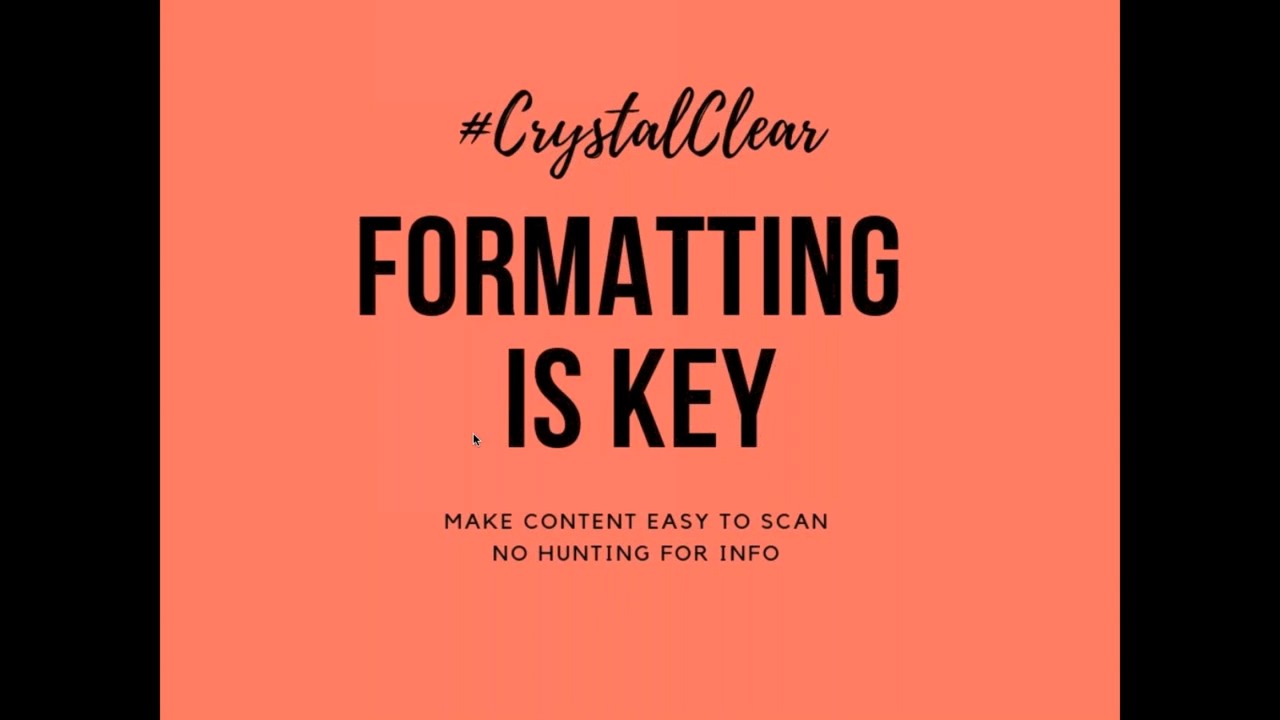 #CrystalClear
FORMATTING
IS KEY
MAKE CONTENT EASY TO SCAN
NO HUNTING FOR INFO